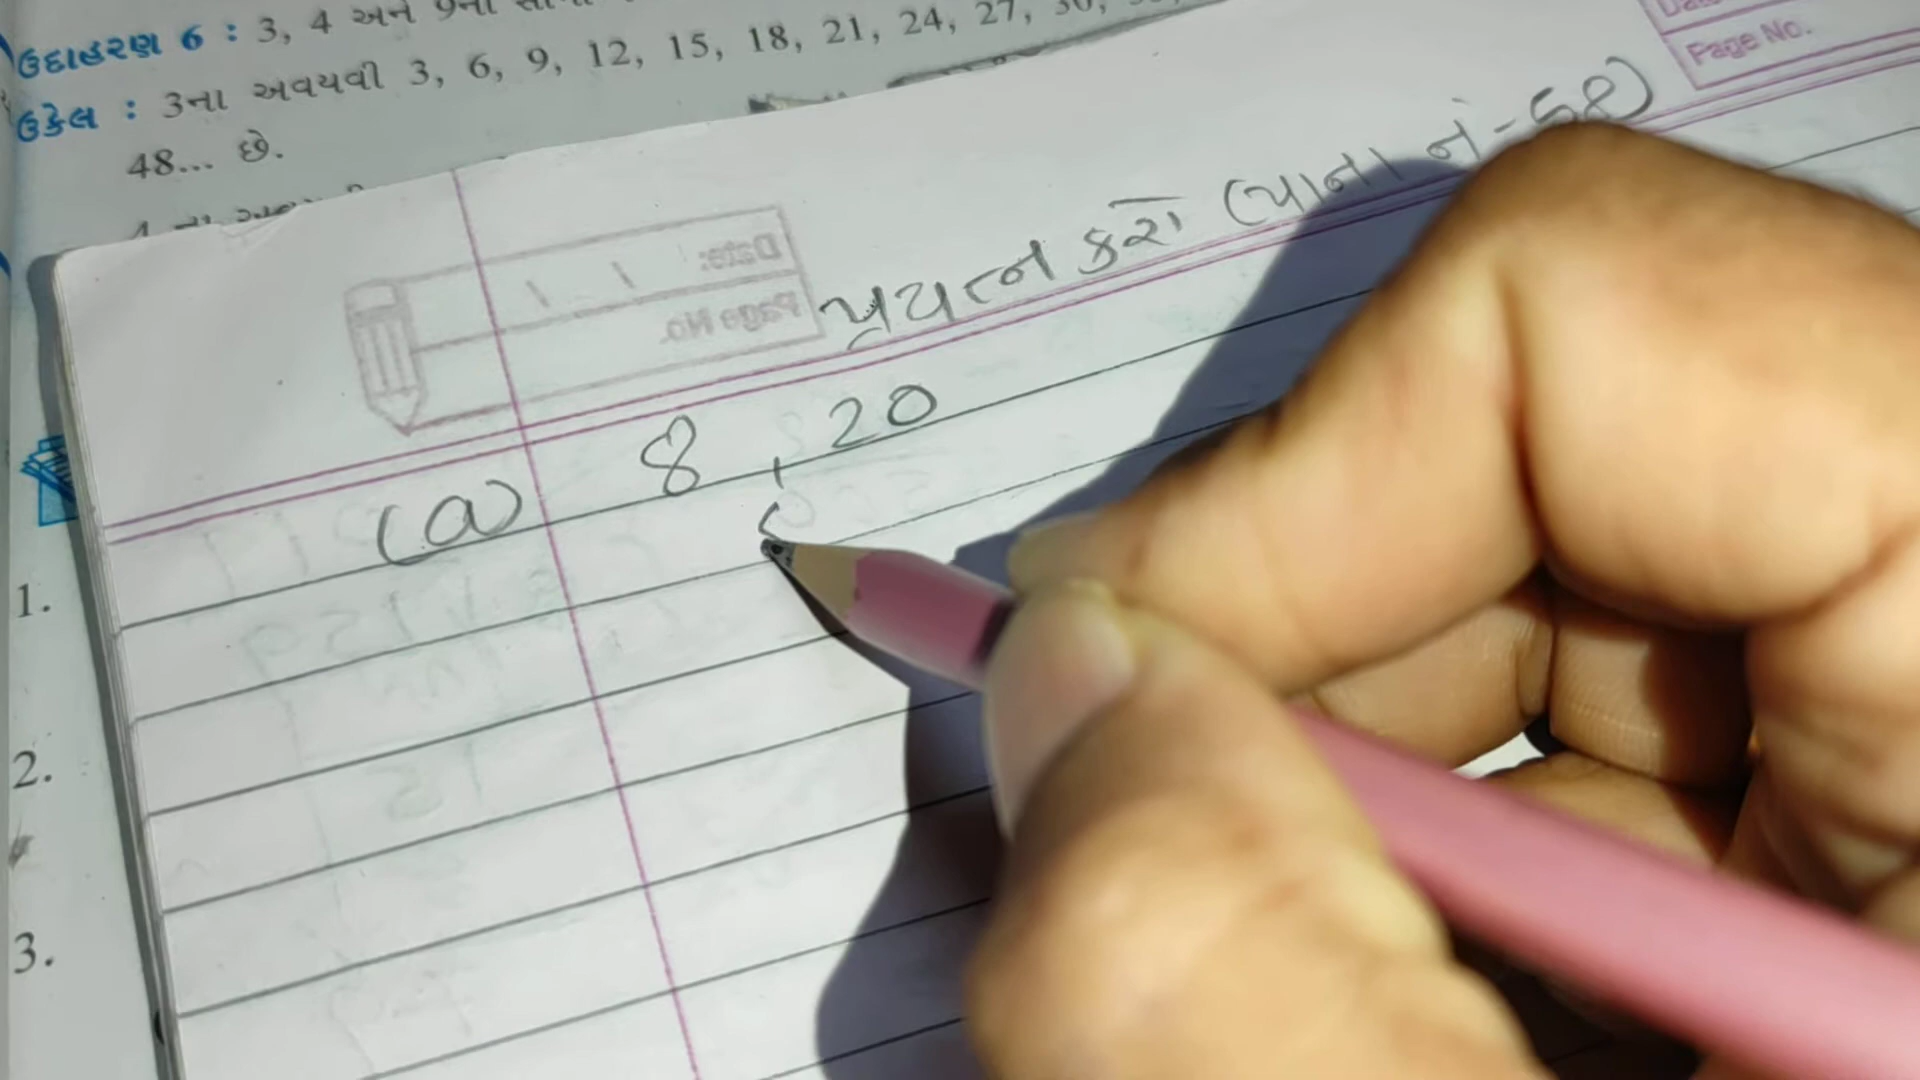 ઉદાહરણ 6 : 3, 4 અને 9ના
ઉકેલ : 3ના અવયવી 3, 6, 9, 12, 15, 18, 21, 24, 27, 30,
48... છે.
Page No.
પ્રયત્ન કરો (પાના નં-
Date:
Page No.
(a) 8 , 20
1.
2.
3.